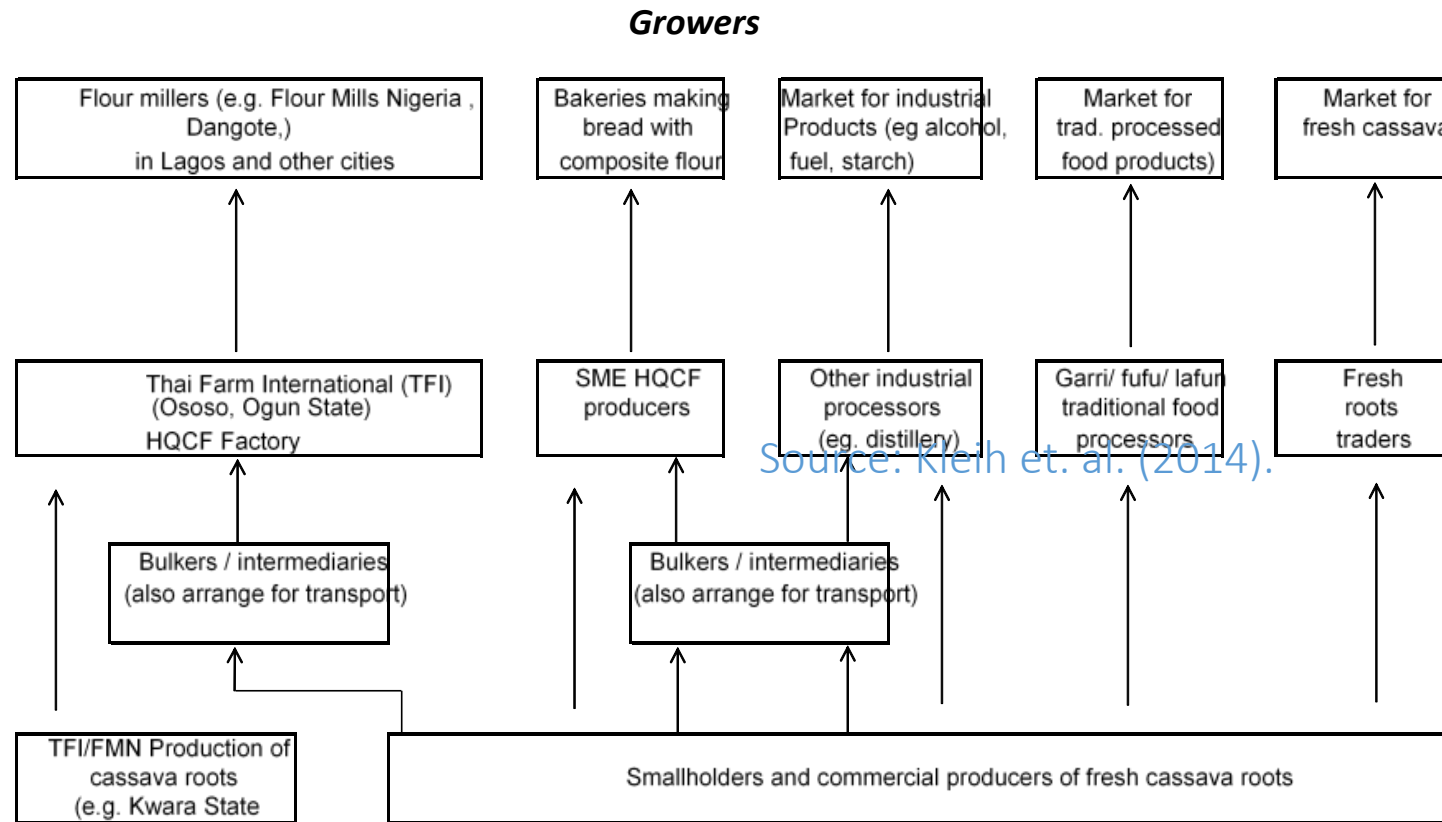 Growers
Flour millers (e.g. Flour Mills Nigeria ,
Dangote,)
in Lagos and other cities
Bakeries making
bread with
composite flour
Market for industrial
Products (eg alcohol,
fuel, starch)
Market for
trad. processed
food products)
Market for
fresh cassava
Thai Farm International (TFI)
(Ososo, Ogun State)
HQCF Factory
SME HQCF
producers
Other industrial
processors
(eg. distillery)
Garri/ fufu/ lafun
traditional food
processors
Fresh
roots
traders
Source: Kleih et. al. (2014).
Bulkers / intermediaries
(also arrange for transport)
Bulkers / intermediaries
(also arrange for transport)
TFI/FMN Production of
cassava roots
(e.g. Kwara State
Smallholders and commercial producers of fresh cassava roots